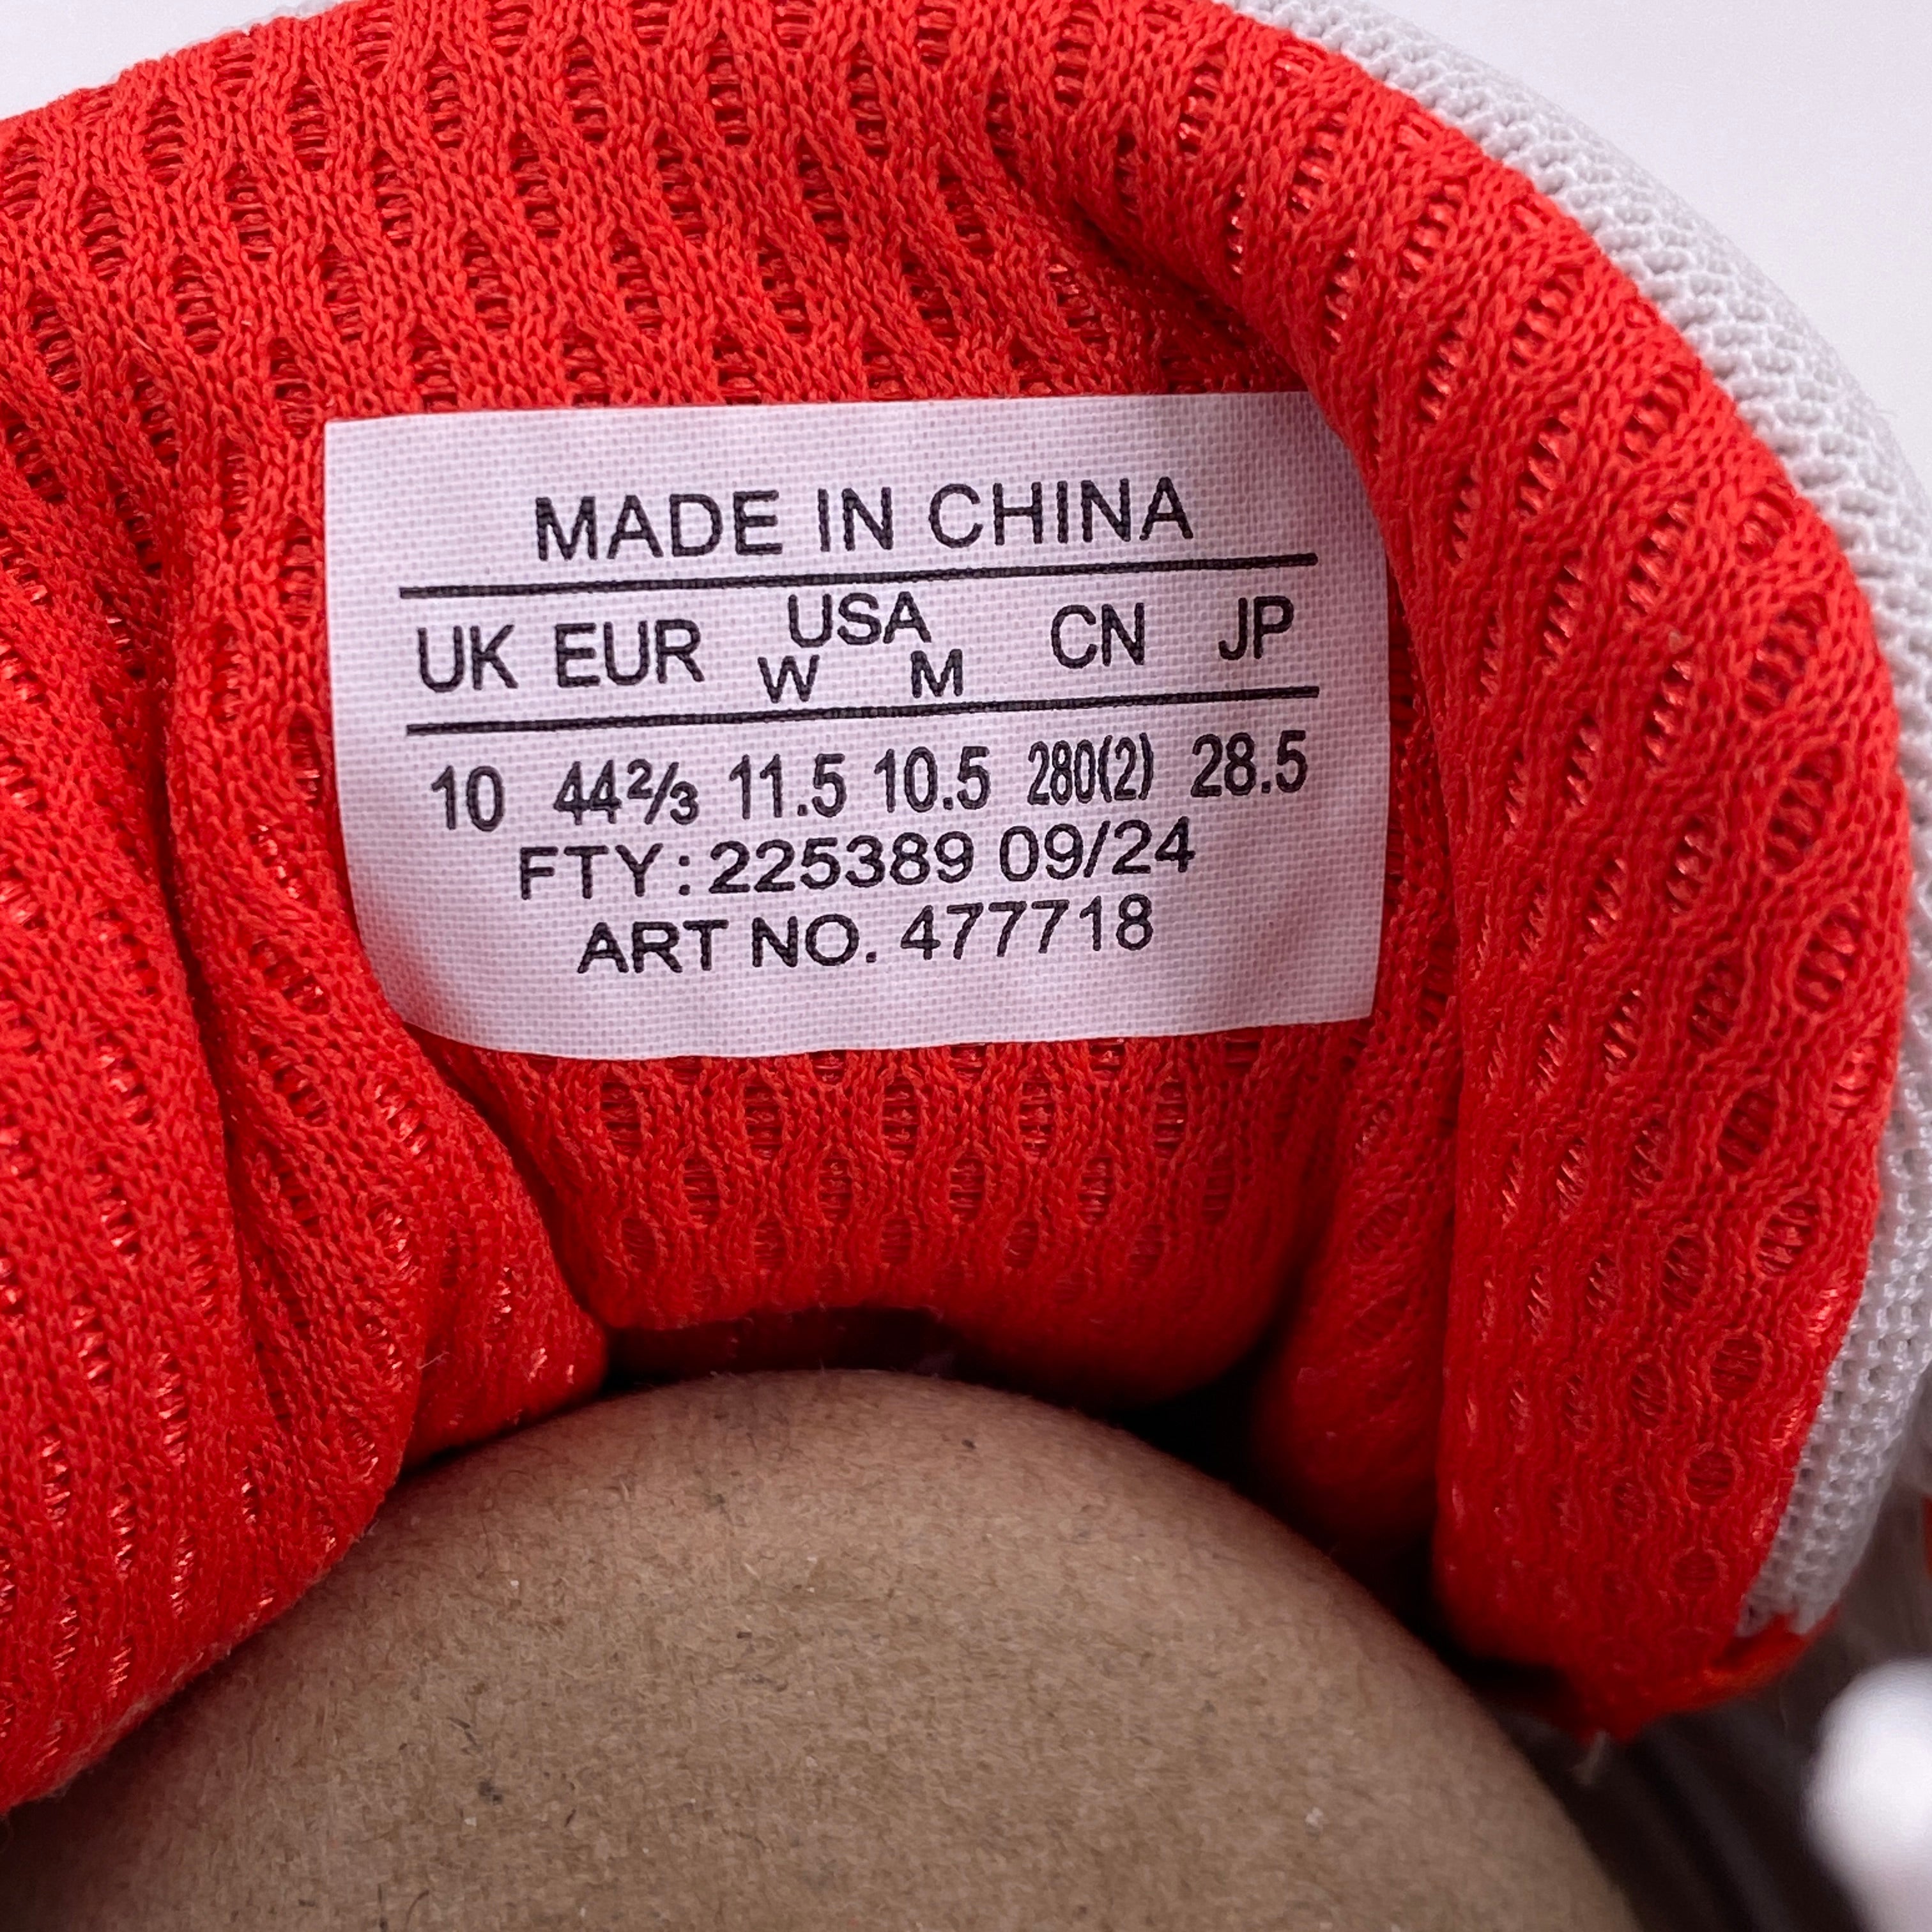 MADE IN CHINA
UK EUR USA CN JP
W M
10 44⅔ 11.5 10.5 280(2) 28.5
FTY: 225389 09/24
ART NO. 477718